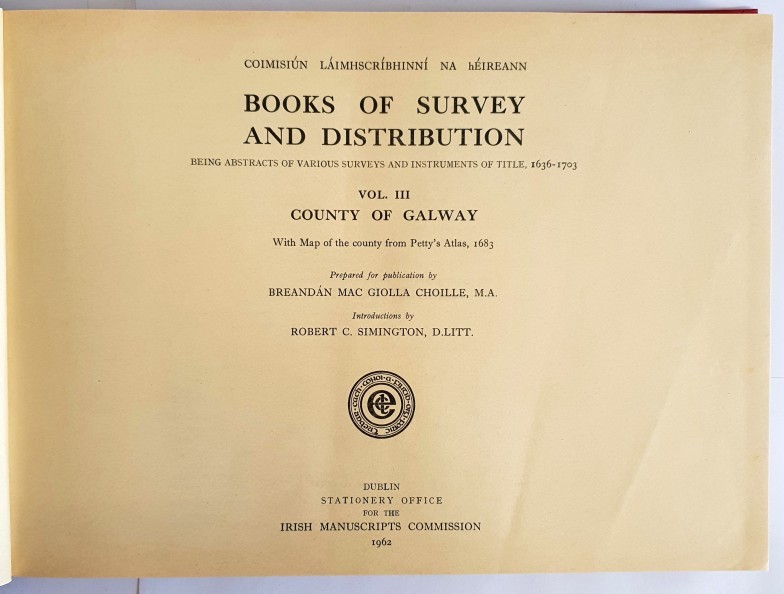 COIMISIÚN LÁIMHSCRÍBHINNÍ NA hÉIREANN
BOOKS OF SURVEY
AND DISTRIBUTION
BEING ABSTRACTS OF VARIOUS SURVEYS AND INSTRUMENTS OF TITLE, 1636-1703
VOL. III
COUNTY OF GALWAY
With Map of the county from Petty's Atlas, 1683
Prepared for publication by
BREANDÁN MAC GIOLLA CHOILLE, M.A.
Introductions by
ROBERT C. SIMINGTON, D.LITT.
DUBLIN
STATIONERY OFFICE
FOR THE
IRISH MANUSCRIPTS COMMISSION
1962